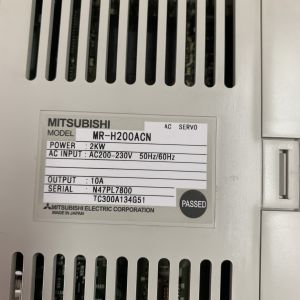 AC SERVO
MITSUBISHI
MODEL MR-H200ACN
POWER : 2KW
AC INPUT : AC200-230V 50Hz/60Hz
OUTPUT : 10A
SERIAL : N47PL7800
TC300A134G51
PASSED
MITSUBISHI ELECTRIC CORPORATION
MADE IN JAPAN